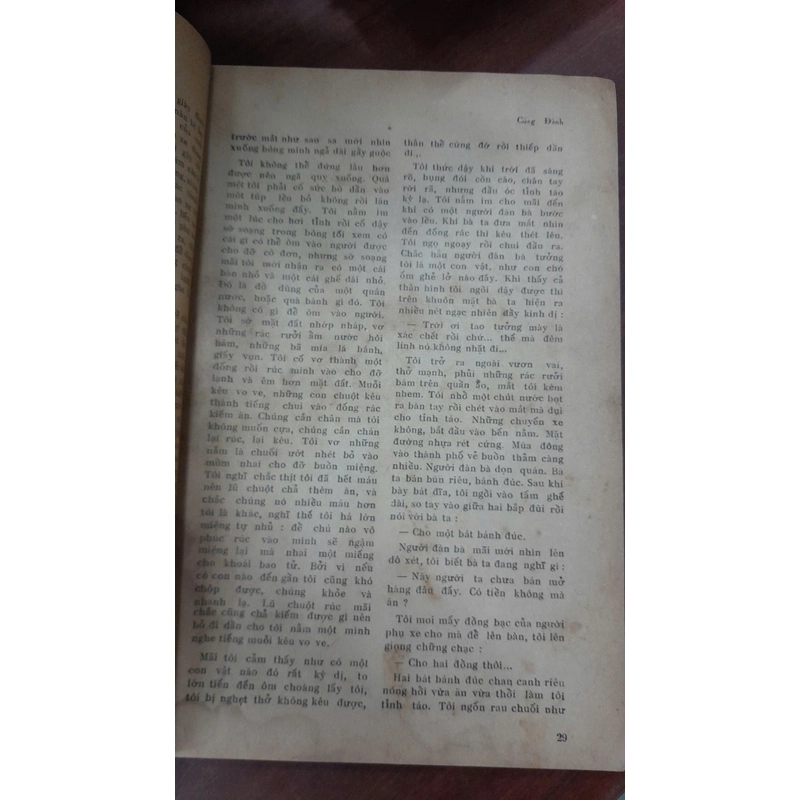 Cùng Đành
trước mắt như sao sa mới nhìn
xuống bóng mình ngã dài gầy guộc
Tôi không thể đứng lâu hơn
được nên ngã quỵ xuống. Quá
mệt tôi phải cố sức bò dần vào
một túp lều bỏ không rồi lăn
mình xuống đấy. Tôi nằm im
một lúc cho hơi tỉnh rồi cố dậy
sờ soạng trong bóng tối xem có
cái gì có thể ôm vào người được
cho đỡ cô đơn, nhưng sờ soạng
mãi tôi mới nhận ra có một cái
bàn nhỏ và một cái ghế dài nhỏ.
Đó là đồ dùng của một quán
nước, hoặc quà bánh gì đó. Tôi
không có gì để ôm vào người.
Tôi sờ mặt đất nhớp nháp, vơ
những rác rưởi ẩm nước hôi
hám, những bã mía lá bánh,
giấy vụn. Tôi cố vơ thành một
đống rồi rúc mình vào cho đỡ
lạnh và êm hơn mặt đất. Muỗi
kêu vo ve, những con chuột kêu
thành tiếng chui vào đống rác
kiếm ăn. Chúng cắn chân mà tôi
không muốn cựa, chúng cắn chán
lại rúc, lại kêu. Tôi vơ những
nắm lá chuối ướt nhét bỏ vào
mồm nhai cho đỡ buồn miệng.
Tôi nghĩ chắc thịt tôi đã hết máu
nên lũ chuột chả thèm ăn, và
chắc chúng nó nhiều máu hơn
tôi là khác, nghĩ thế tôi há lớn
miệng tự nhủ : để chú nào vô
phúc rúc vào mình sẽ ngậm
miệng lại mà nhai một miếng
cho khoái bao tử. Bởi vì nếu
có con nào đến gần tôi cũng khó
chộp được, chúng khỏe và
nhanh lạ. Lũ chuột rúc mãi
chắc cũng chả kiếm được gì nên
bỏ đi dần cho tôi nằm một mình
nghe tiếng muỗi kêu vo ve.
Mãi tôi cảm thấy như có một
con vật nào đó rất kỳ dị, to
lớn tiến đến ôm choàng lấy tôi,
tôi bị nghẹt thở không kêu được,
thân thể cứng đờ rồi thiếp dần
đi...
Tôi thức dậy khi trời đã sáng
rõ, bụng đói cồn cào, chân tay
rời rã, nhưng đầu óc tỉnh táo
kỳ lạ. Tôi nằm im cho mãi đến
khi có một người đàn bà bước
vào lều. Khi bà ta đưa mắt nhìn
đến đống rác thì kêu thét lên.
Tôi ngọ ngoạy rồi chui đầu ra.
Chắc hẳn người đàn bà tưởng
tôi là một con vật, như con chó
ốm ghẻ lở nào đấy. Khi thấy cả
thân hình tôi ngồi dậy được thì
trên khuôn mặt bà ta hiện ra
nhiều nét ngạc nhiên đầy kinh dị :
— Trời ơi tao tưởng mày là
xác chết rồi chứ... thế mà đêm
lính nó không nhặt đi...
Tôi trở ra ngoài vươn vai,
thở mạnh, phủi những rác rưởi
bám trên quần áo, mắt tôi kèm
nhem. Tôi nhổ một chút nước bọt
ra bàn tay rồi chét vào mắt mà dụi
cho tỉnh táo. Những chuyến xe
không, bắt đầu vào bến nằm. Mặt
đường nhựa rét cứng. Mùa đông
vào thành phố vẻ buồn thảm càng
nhiều. Người đàn bà dọn quán. Bà
ta bán bún riêu, bánh đúc. Sau khi
bày bát đĩa, tôi ngồi vào tấm ghế
dài, so tay vào giữa hai bắp đùi rồi
nói với bà ta :
— Cho một bát bánh đúc.
Người đàn bà mãi mới nhìn lên
dò xét, tôi biết bà ta đang nghĩ gì :
— Này người ta chưa bán mở
hàng đâu đấy. Có tiền không mà
ăn ?
Tôi moi mấy đồng bạc của người
phụ xe cho mà để lên bàn, tôi lên
giọng chững chạc :
— Cho hai đồng thôi...
Hai bát bánh đúc chan canh riêu
nóng hổi vừa ăn vừa thổi làm tôi
tỉnh táo. Tôi ngốn rau chuối như
29